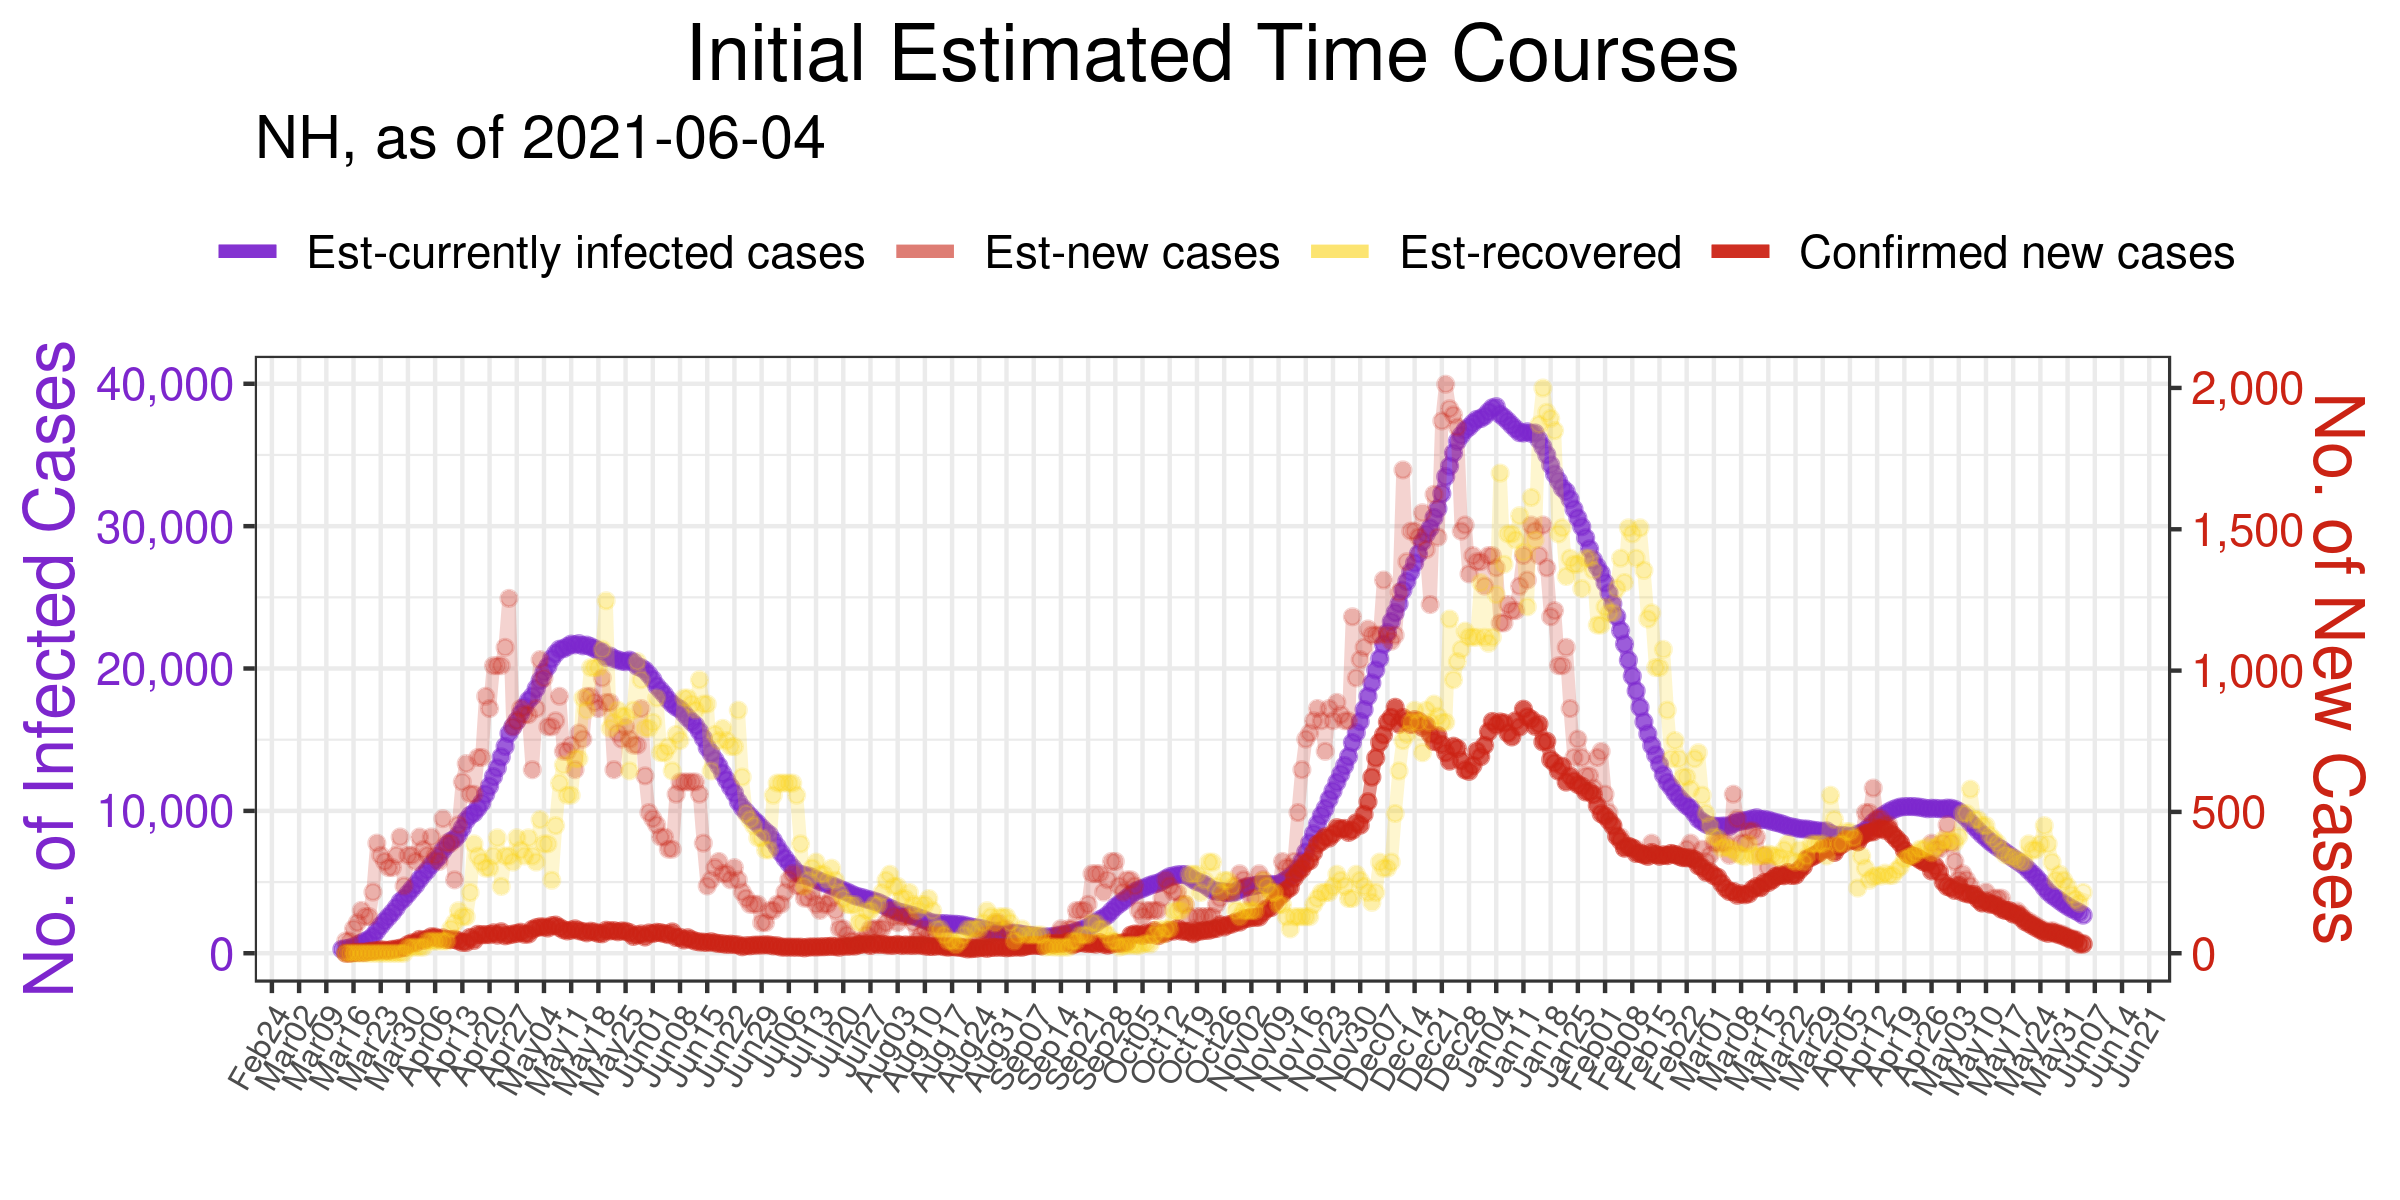 Initial Estimated Time Courses
NH, as of 2021-06-04
Est-currently infected cases Est-new cases Est-recovered Confirmed new cases
No. of Infected Cases
40,000
30,000
20,000
10,000
0
2,000
1,500
1,000
500
0
No. of New Cases
Feb24
Mar02
Mar09
Mar16
Mar23
Mar30
Apr06
Apr13
Apr20
Apr27
May04
May11
May18
May25
Jun01
Jun08
Jun15
Jun22
Jun29
Jul06
Jul13
Jul20
Jul27
Aug03
Aug10
Aug17
Aug24
Aug31
Sep07
Sep14
Sep21
Sep28
Oct05
Oct12
Oct19
Oct26
Nov02
Nov09
Nov16
Nov23
Nov30
Dec07
Dec14
Dec21
Dec28
Jan04
Jan11
Jan18
Jan25
Feb01
Feb08
Feb15
Feb22
Mar01
Mar08
Mar15
Mar22
Mar29
Apr05
Apr12
Apr19
Apr26
May03
May10
May17
May24
May31
Jun07
Jun14
Jun21